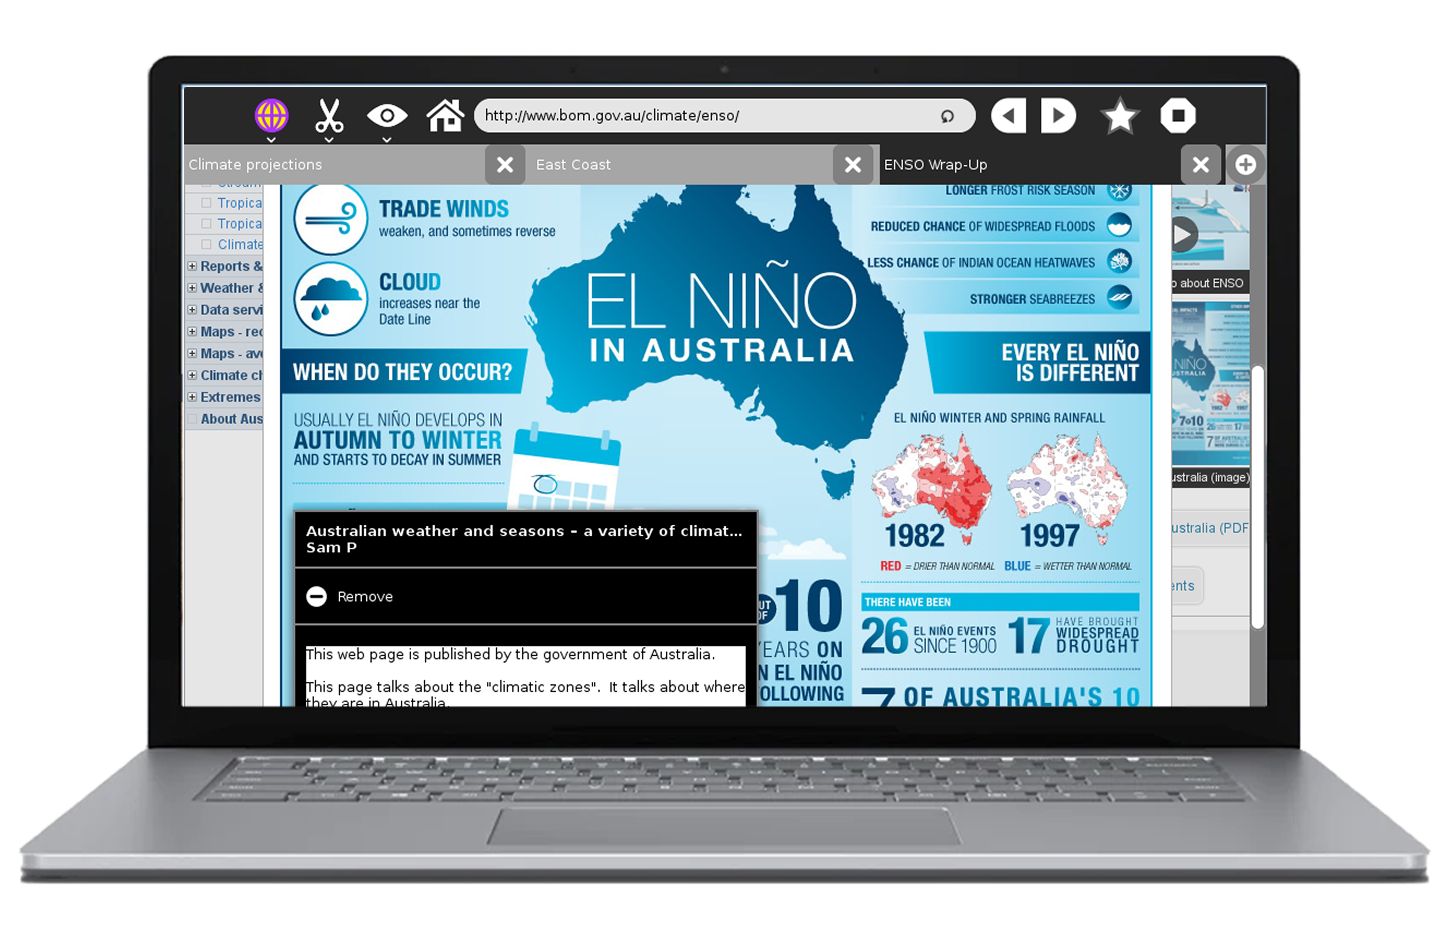 http://www.bom.gov.au/climate/enso/
Climate projections
East Coast
ENSO Wrap-Up
Tropica
Tropica
Climate
Reports &
Weather &
Data servi
Maps - rec
Maps - ave
Climate ch
Extremes
About Aus
TRADE WINDS
weaken, and sometimes reverse
CLOUD
increases near the
Date Line
WHEN DO THEY OCCUR?
USUALLY EL NIÑO DEVELOPS IN
AUTUMN TO WINTER
AND STARTS TO DECAY IN SUMMER
EL NIÑO
IN AUSTRALIA
LONGER FROST RISK SEASON
REDUCED CHANCE OF WIDESPREAD FLOODS
LESS CHANCE OF INDIAN OCEAN HEATWAVES
STRONGER SEABREEZES
EVERY EL NIÑO
IS DIFFERENT
EL NIÑO WINTER AND SPRING RAINFALL
1982 1997
RED = DRIER THAN NORMAL BLUE = WETTER THAN NORMAL
THERE HAVE BEEN
26 EL NIÑO EVENTS SINCE 1900
17 HAVE BROUGHT WIDESPREAD DROUGHT
7 OF AUSTRALIA'S 10
10
YEARS ON
N EL NIÑO
OLLOWING
Australian weather and seasons – a variety of climat...
Sam P
Remove
This web page is published by the government of Australia.
This page talks about the "climatic zones". It talks about where
they are in Australia.
o about ENSO
ustralia (image)
ustralia (PDF
ents